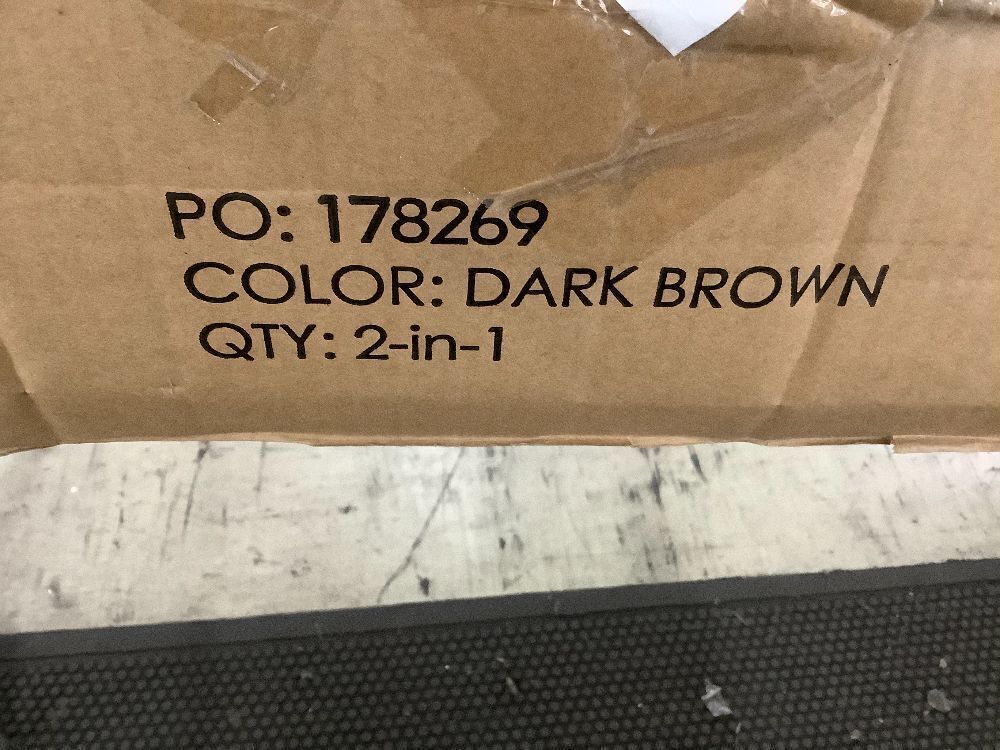 PO: 178269
COLOR: DARK BROWN
QTY: 2-in-1